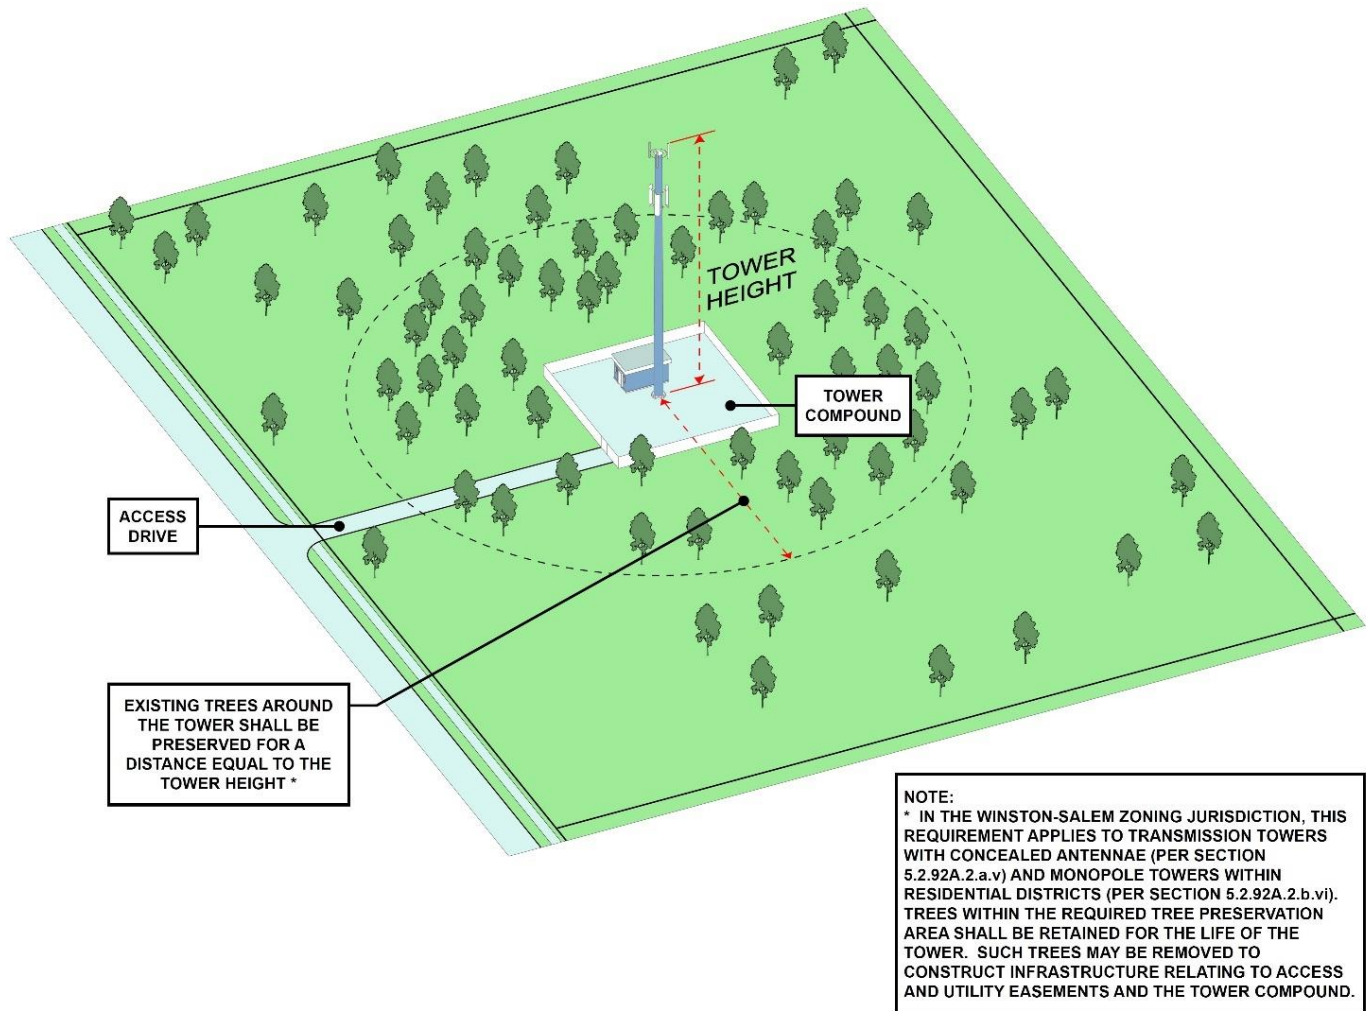 TOWER
HEIGHT
TOWER
COMPOUND
ACCESS
DRIVE
EXISTING TREES AROUND
THE TOWER SHALL BE
PRESERVED FOR A
DISTANCE EQUAL TO THE
TOWER HEIGHT *
NOTE:
* IN THE WINSTON-SALEM ZONING JURISDICTION, THIS
REQUIREMENT APPLIES TO TRANSMISSION TOWERS
WITH CONCEALED ANTENNAE (PER SECTION
5.2.92A.2.a.v) AND MONOPOLE TOWERS WITHIN
RESIDENTIAL DISTRICTS (PER SECTION 5.2.92A.2.b.vi).
TREES WITHIN THE REQUIRED TREE PRESERVATION
AREA SHALL BE RETAINED FOR THE LIFE OF THE
TOWER. SUCH TREES MAY BE REMOVED TO
CONSTRUCT INFRASTRUCTURE RELATING TO ACCESS
AND UTILITY EASEMENTS AND THE TOWER COMPOUND.